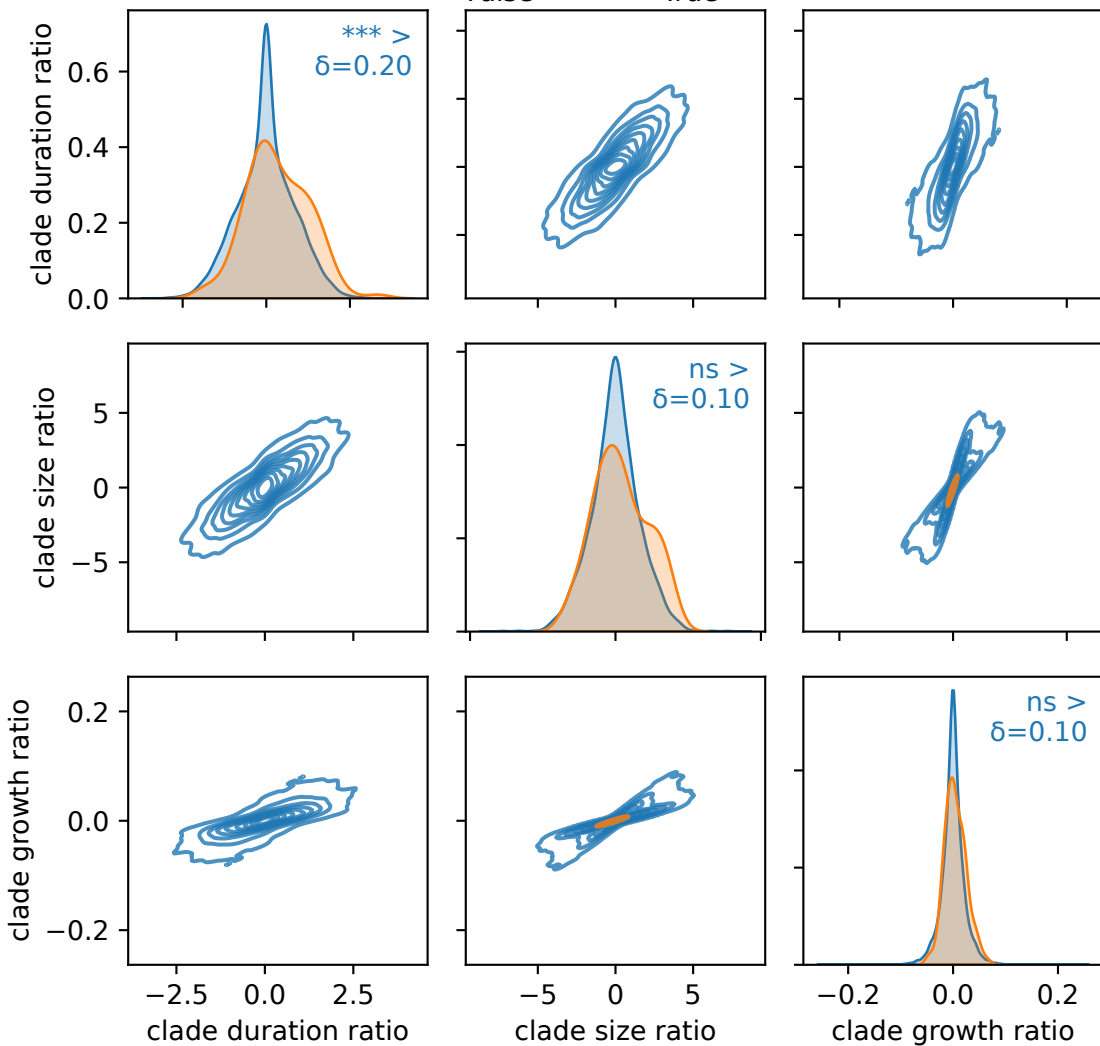 clade duration ratio
0.6
0.4
0.2
0.0
*** >
δ=0.20
clade size ratio
5
0
−5
ns >
δ=0.10
clade growth ratio
0.2
0.0
−0.2
ns >
δ=0.10
−2.5 0.0 2.5
−5 0 5
−0.2 0.0 0.2
clade duration ratio
clade size ratio
clade growth ratio